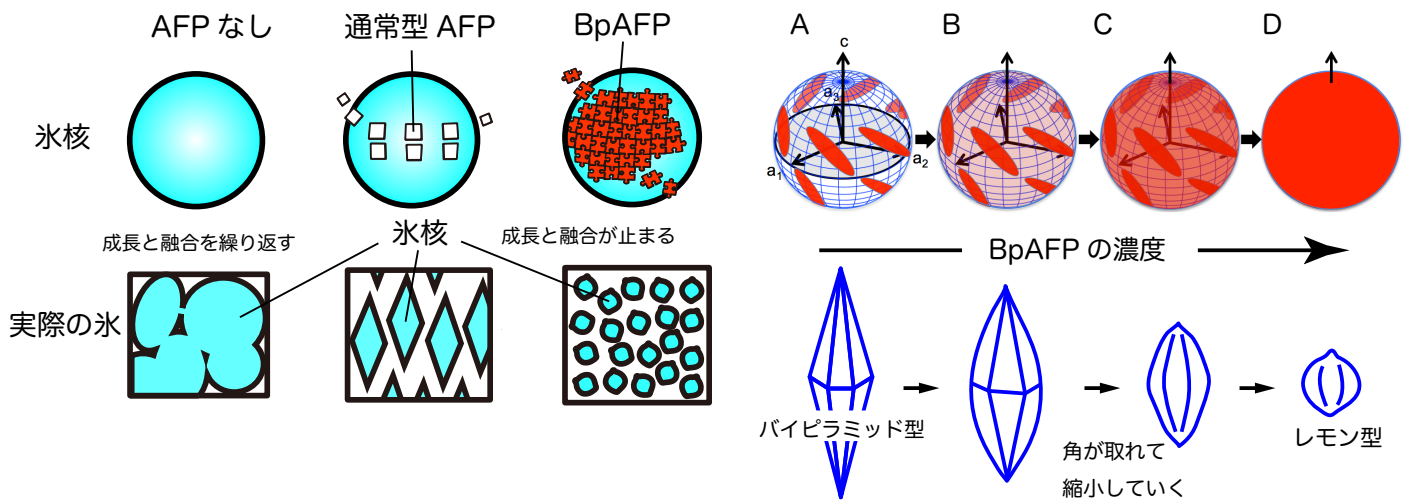 AFP なし
通常型 AFP
BpAFP
氷核
成長と融合を繰り返す
氷核
成長と融合が止まる
実際の氷
A
B
C
D
c
a3
a1
a2
BpAFP の濃度
バイピラミッド型
角が取れて
縮小していく
レモン型